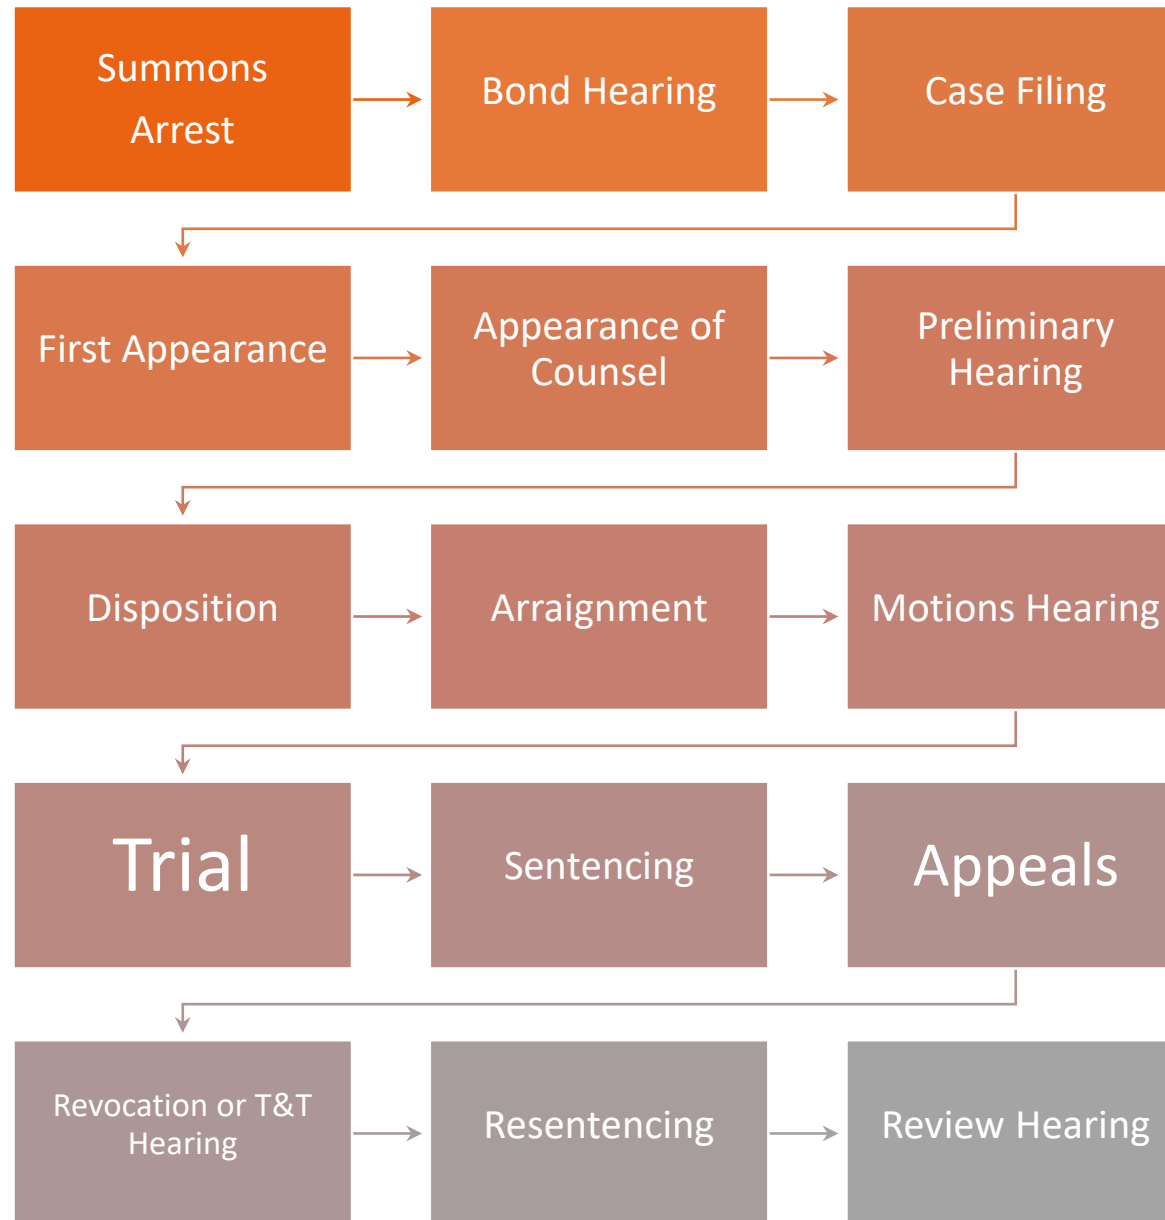 Summons
Arrest
Bond Hearing
Case Filing
First Appearance
Appearance of
Counsel
Preliminary
Hearing
Disposition
Arraignment
Motions Hearing
Trial
Sentencing
Appeals
Revocation or T&T
Hearing
Resentencing
Review Hearing